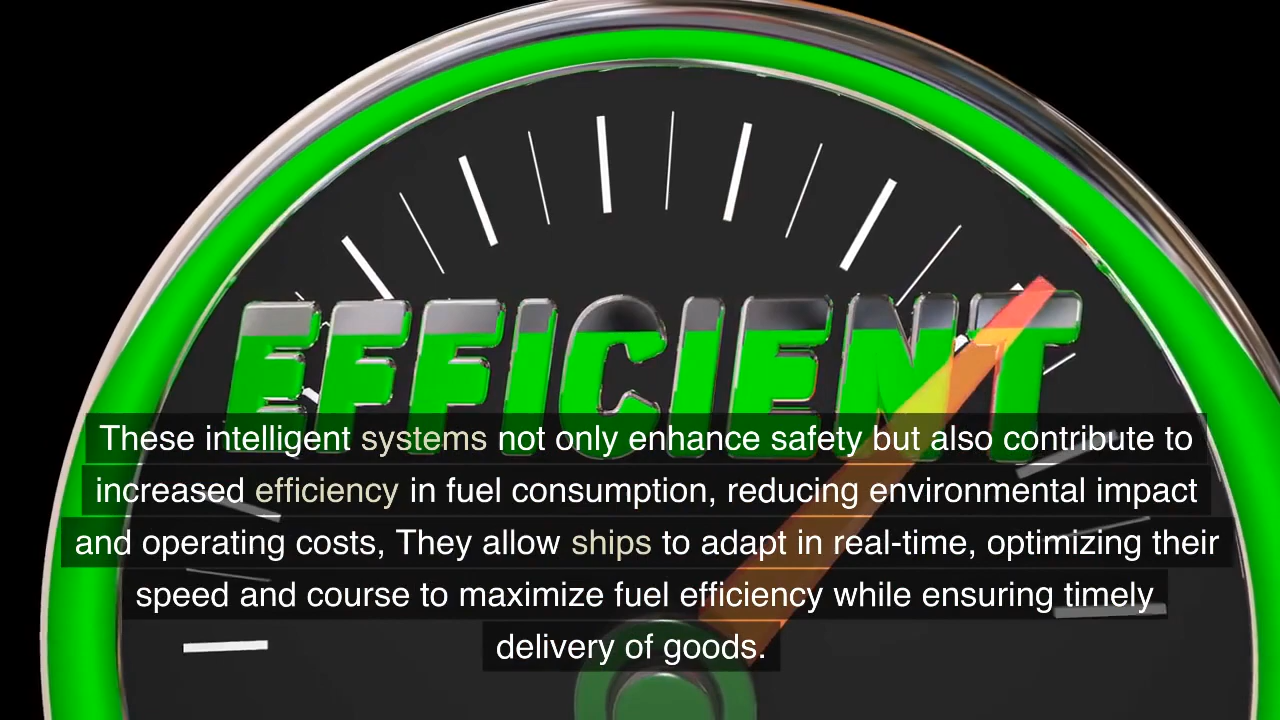 EFFICIENT
These intelligent systems not only enhance safety but also contribute to
increased efficiency in fuel consumption, reducing environmental impact
and operating costs, They allow ships to adapt in real-time, optimizing their
speed and course to maximize fuel efficiency while ensuring timely
delivery of goods.